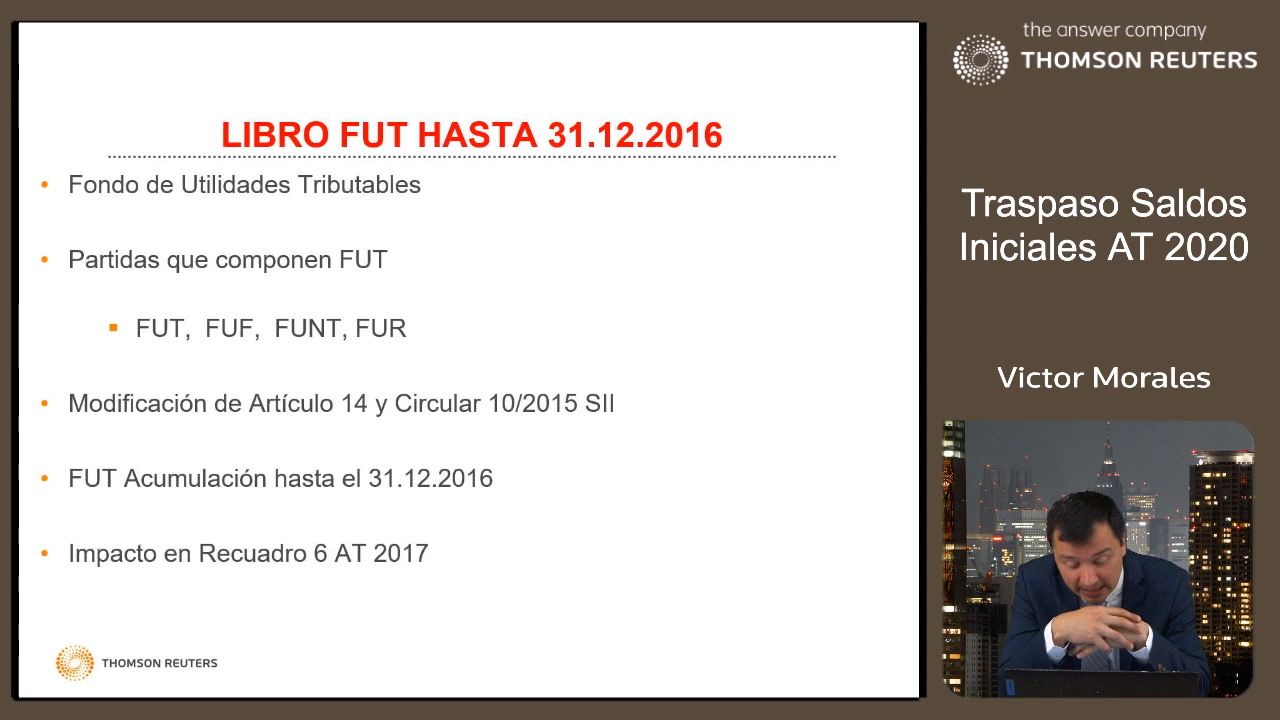 LIBRO FUT HASTA 31.12.2016
• Fondo de Utilidades Tributables
• Partidas que componen FUT
▪ FUT, FUF, FUNT, FUR
• Modificación de Artículo 14 y Circular 10/2015 SII
• FUT Acumulación hasta el 31.12.2016
• Impacto en Recuadro 6 AT 2017
THOMSON REUTERS
the answer company
THOMSON REUTERS
Traspaso Saldos
Iniciales AT 2020
Victor Morales